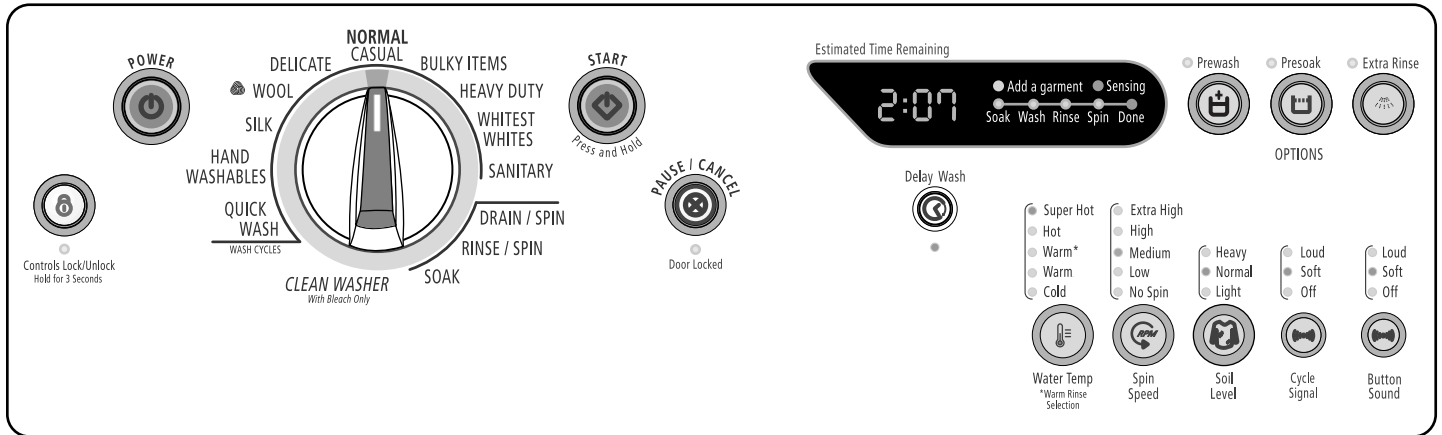 POWER
Controls Lock/Unlock
Hold for 3 Seconds
NORMAL
CASUAL
DELICATE
WOOL
SILK
HAND
WASHABLES
QUICK
WASH
WASH CYCLES
BULKY ITEMS
HEAVY DUTY
WHITEST
WHITES
SANITARY
DRAIN / SPIN
RINSE / SPIN
SOAK
CLEAN WASHER
With Bleach Only
START
Press and Hold
PAUSE / CANCEL
Door Locked
Estimated Time Remaining
2:07
Add a garment Sensing
Soak Wash Rinse Spin Done
Prewash
Presoak
Extra Rinse
OPTIONS
Delay Wash
Super Hot
Hot
Warm*
Warm
Cold
Water Temp
*Warm Rinse
Selection
Extra High
High
Medium
Low
No Spin
RPM
Spin
Speed
Heavy
Normal
Light
Soil
Level
Loud
Soft
Off
Cycle
Signal
Loud
Soft
Off
Button
Sound